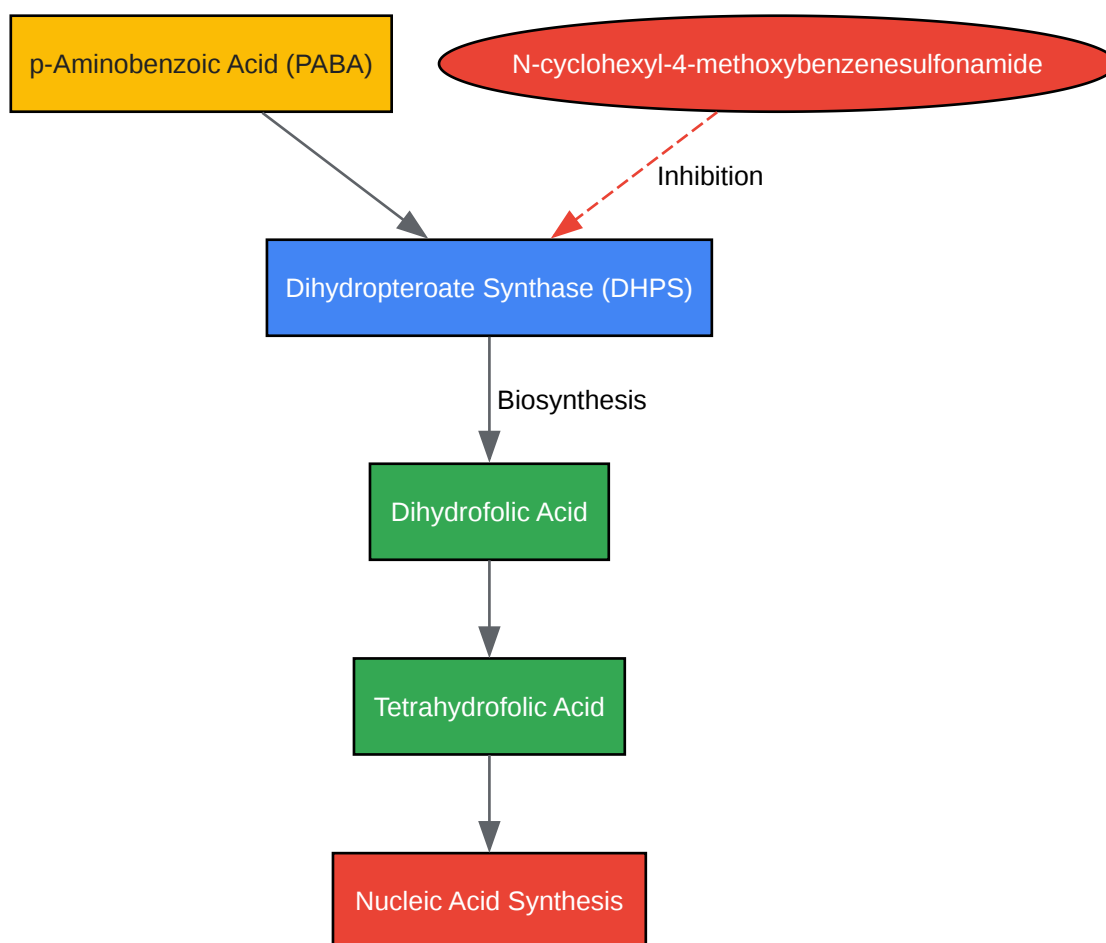 p-Aminobenzoic Acid (PABA)
N-cyclohexyl-4-methoxybenzenesulfonamide
Inhibition
Dihydropteroate Synthase (DHPS)
Biosynthesis
Dihydrofolic Acid
Tetrahydrofolic Acid
Nucleic Acid Synthesis